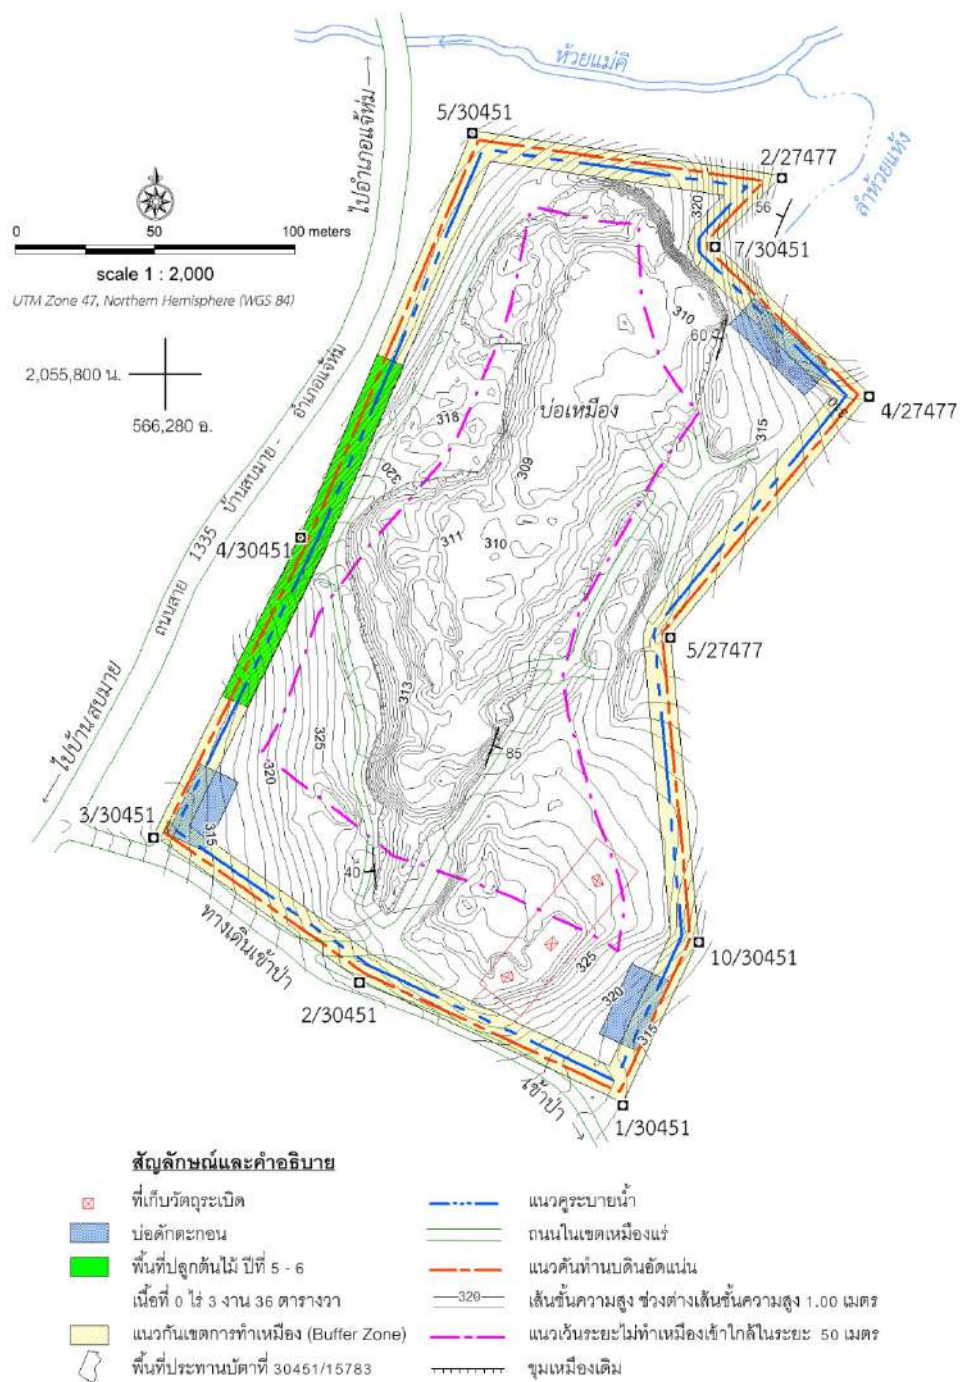 ห้วยแม่คี
5/30451
ไปอำเภอแจ้ห่ม
2/27477
ลำห้วยแห้ง
320
56
7/30451
0 50 100 meters
scale 1 : 2,000
UTM Zone 47, Northern Hemisphere (WGS 84)
310
60
2,055,800 น.
566,280 อ.
อำเภอแจ้ห่ม
บ่อเหมือง
4/27477
318
315
320
309
บ้านสบมาย -
1335
ถนนสาย
4/30451
311
310
5/27477
313
ไปบ้านสบมาย
325
320
85
3/30451
315
40
ทางเดินเข้าป่า
10/30451
325
320
2/30451
315
เข้าป่า
1/30451
สัญลักษณ์และคำอธิบาย
ที่เก็บวัตถุระเบิด
แนวคูระบายน้ำ
บ่อดักตะกอน
ถนนในเขตเหมืองแร่
พื้นที่ปลูกต้นไม้ ปีที่ 5 - 6
แนวคันทำนบดินอัดแน่น
เนื้อที่ 0 ไร่ 3 งาน 36 ตารางวา
320 เส้นชั้นความสูง ช่วงต่างเส้นชั้นความสูง 1.00 เมตร
แนวกันเขตการทำเหมือง (Buffer Zone)
แนวเว้นระยะไม่ทำเหมืองเข้าใกล้ในระยะ 50 เมตร
พื้นที่ประทานบัตรที่ 30451/15783
ขุมเหมืองเดิม